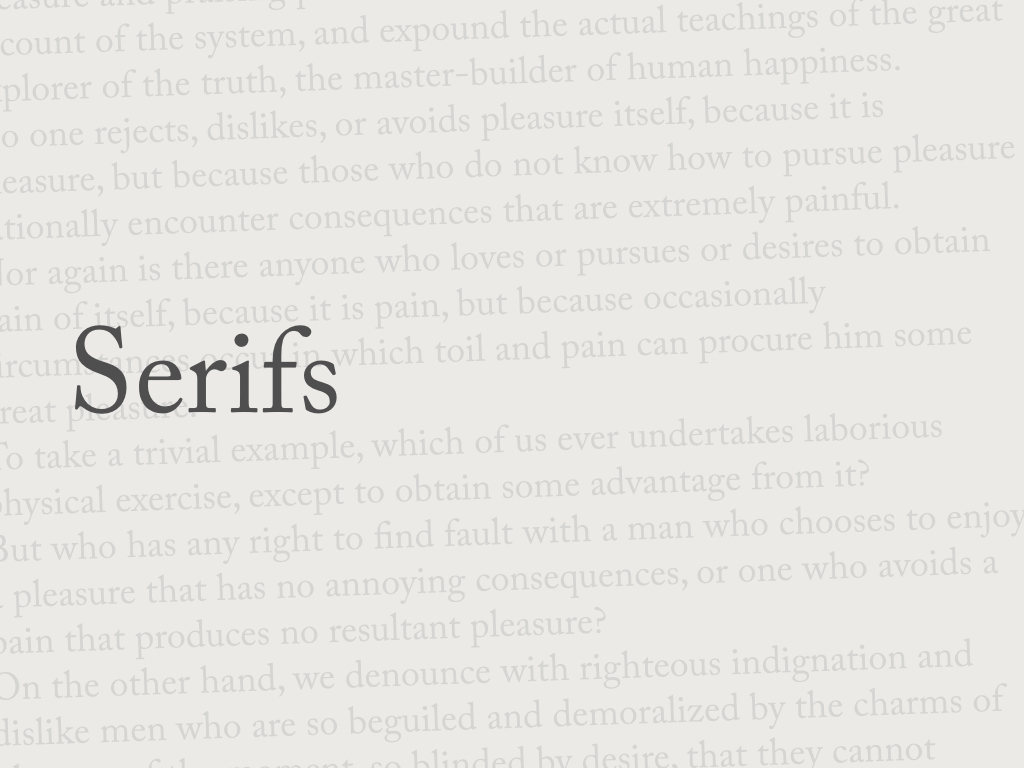 count of the system, and expound the actual teachings of the great
plorer of the truth, the master-builder of human happiness.
o one rejects, dislikes, or avoids pleasure itself, because it is
easure, but because those who do not know how to pursue pleasure
tionally encounter consequences that are extremely painful.
Nor again is there anyone who loves or pursues or desires to obtain
ain of itself, because it is pain, but because occasionally
ircumstances occur in which toil and pain can procure him some
Serifs
reat pleasure.
To take a trivial example, which of us ever undertakes laborious
physical exercise, except to obtain some advantage from it?
But who has any right to find fault with a man who chooses to enjoy
pleasure that has no annoying consequences, or one who avoids a
pain that produces no resultant pleasure?
On the other hand, we denounce with righteous indignation and
dislike men who are so beguiled and demoralized by the charms of
moment, so blinded by desire, that they cannot